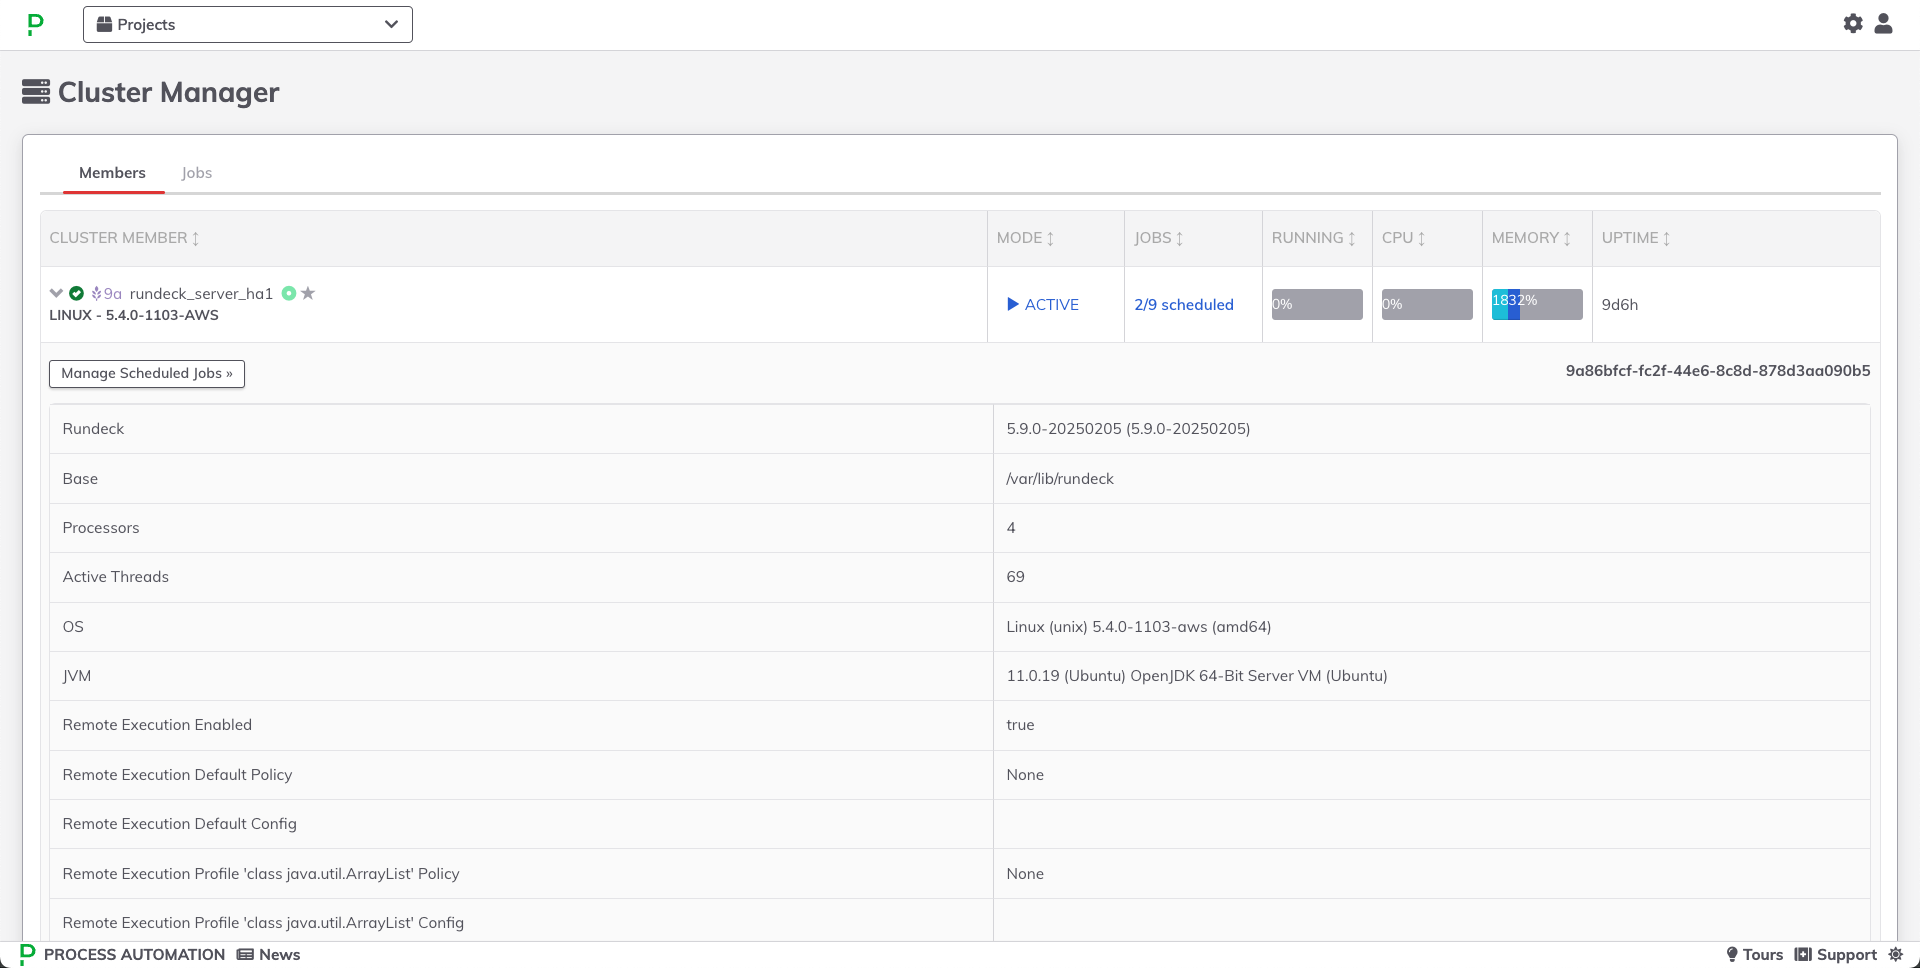 Projects
Cluster Manager
Members Jobs
CLUSTER MEMBER MODE JOBS RUNNING CPU MEMORY UPTIME
9a rundeck_server_ha1
LINUX - 5.4.0-1103-AWS
ACTIVE 2/9 scheduled 0% 0% 1832% 9d6h
Manage Scheduled Jobs » 9a86bfcf-fc2f-44e6-8c8d-878d3aa090b5
Rundeck 5.9.0-20250205 (5.9.0-20250205)
Base /var/lib/rundeck
Processors 4
Active Threads 69
OS Linux (unix) 5.4.0-1103-aws (amd64)
JVM 11.0.19 (Ubuntu) OpenJDK 64-Bit Server VM (Ubuntu)
Remote Execution Enabled true
Remote Execution Default Policy None
Remote Execution Default Config
Remote Execution Profile 'class java.util.ArrayList' Policy None
Remote Execution Profile 'class java.util.ArrayList' Config
PROCESS AUTOMATION News Tours Support